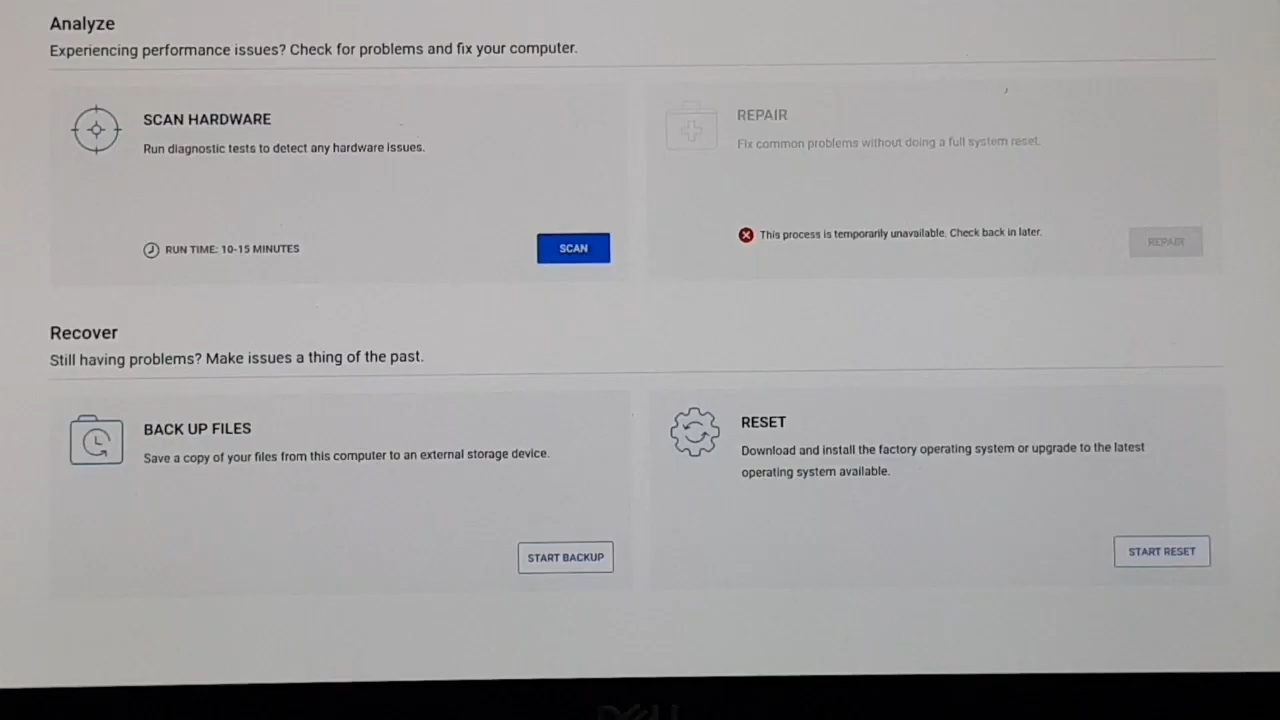 Analyze
Experiencing performance issues? Check for problems and fix your computer.
SCAN HARDWARE
Run diagnostic tests to detect any hardware issues.
RUN TIME: 10-15 MINUTES
SCAN
REPAIR
Fix common problems without doing a full system reset.
This process is temporarily unavailable. Check back in later.
REPAIR
Recover
Still having problems? Make issues a thing of the past.
BACK UP FILES
Save a copy of your files from this computer to an external storage device.
START BACKUP
RESET
Download and install the factory operating system or upgrade to the latest
operating system available.
START RESET
DELL